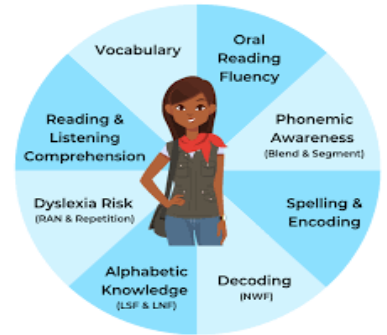 Oral
Reading
Fluency
Phonemic
Awareness
(Blend & Segment)
Spelling &
Encoding
Decoding
(NWF)
Alphabetic
Knowledge
(LSF & LNF)
Dyslexia Risk
(RAN & Repetition)
Reading &
Listening
Comprehension
Vocabulary